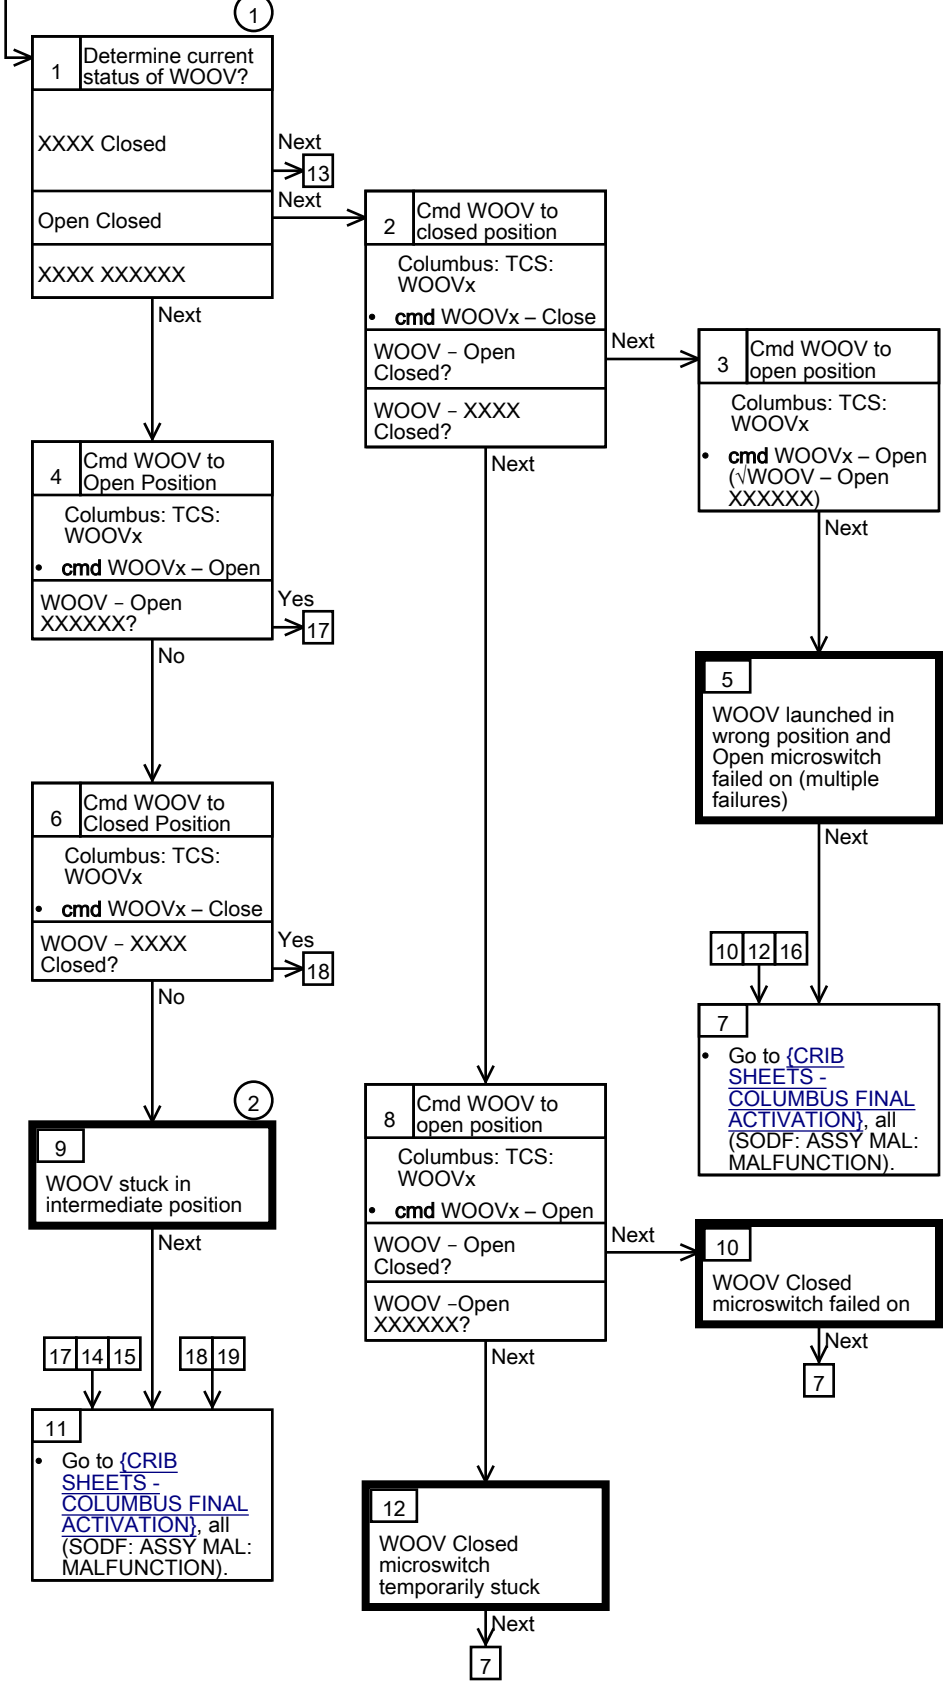 1
1
Determine current
status of WOOV?
XXXX Closed
Next
13
Open Closed
Next
XXXX XXXXXX
Next
2
Cmd WOOV to
closed position
Columbus: TCS:
WOOVx
• cmd WOOVx – Close
WOOV – Open
Closed?
Next
WOOV – XXXX
Closed?
Next
3
Cmd WOOV to
open position
Columbus: TCS:
WOOVx
• cmd WOOVx – Open
(√WOOV – Open
XXXXXX)
Next
4
Cmd WOOV to
Open Position
Columbus: TCS:
WOOVx
• cmd WOOVx – Open
WOOV – Open
XXXXXX?
Yes
17
No
5
WOOV launched in
wrong position and
Open microswitch
failed on (multiple
failures)
Next
6
Cmd WOOV to
Closed Position
Columbus: TCS:
WOOVx
• cmd WOOVx – Close
WOOV – XXXX
Closed?
Yes
18
No
10 12 16
7
• Go to {CRIB
SHEETS -
COLUMBUS FINAL
ACTIVATION}, all
(SODF: ASSY MAL:
MALFUNCTION).
2
9
WOOV stuck in
intermediate position
Next
8
Cmd WOOV to
open position
Columbus: TCS:
WOOVx
• cmd WOOVx – Open
WOOV – Open
Closed?
Next
WOOV –Open
XXXXXX?
Next
10
WOOV Closed
microswitch failed on
Next
7
17 14 15
18 19
11
• Go to {CRIB
SHEETS -
COLUMBUS FINAL
ACTIVATION}, all
(SODF: ASSY MAL:
MALFUNCTION).
12
WOOV Closed
microswitch
temporarily stuck
Next
7